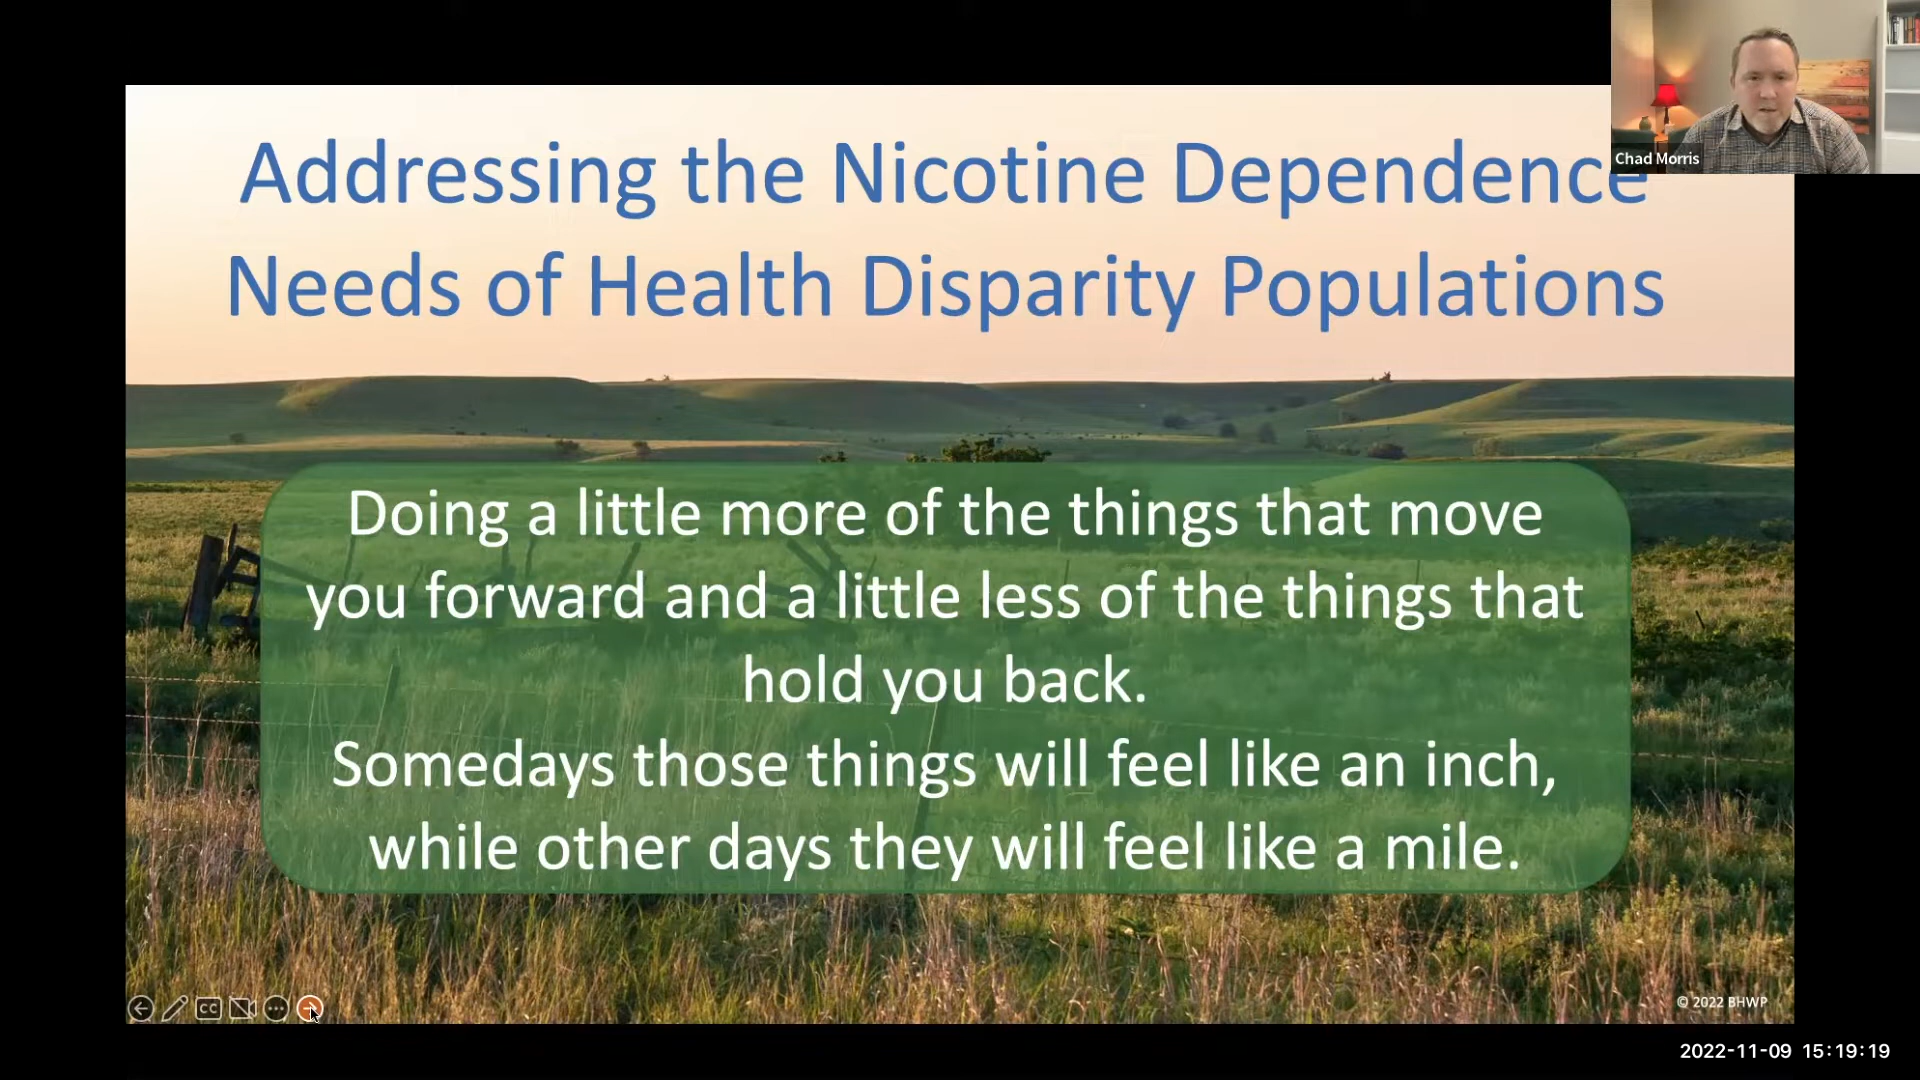 Addressing the Nicotine Dependence
Needs of Health Disparity Populations
Chad Morris
Doing a little more of the things that move
you forward and a little less of the things that
hold you back.
Somedays those things will feel like an inch,
while other days they will feel like a mile.
CC
© 2022 BHWP
2022-11-09 15:19:19